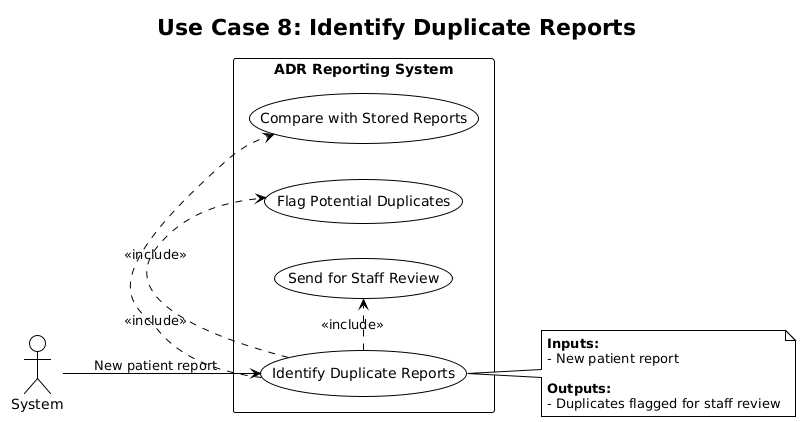 Use Case 8: Identify Duplicate Reports
ADR Reporting System
Compare with Stored Reports
Flag Potential Duplicates
«include»
Send for Staff Review
«include»
«include»
New patient report
System
Identify Duplicate Reports
Inputs:
- New patient report
Outputs:
- Duplicates flagged for staff review